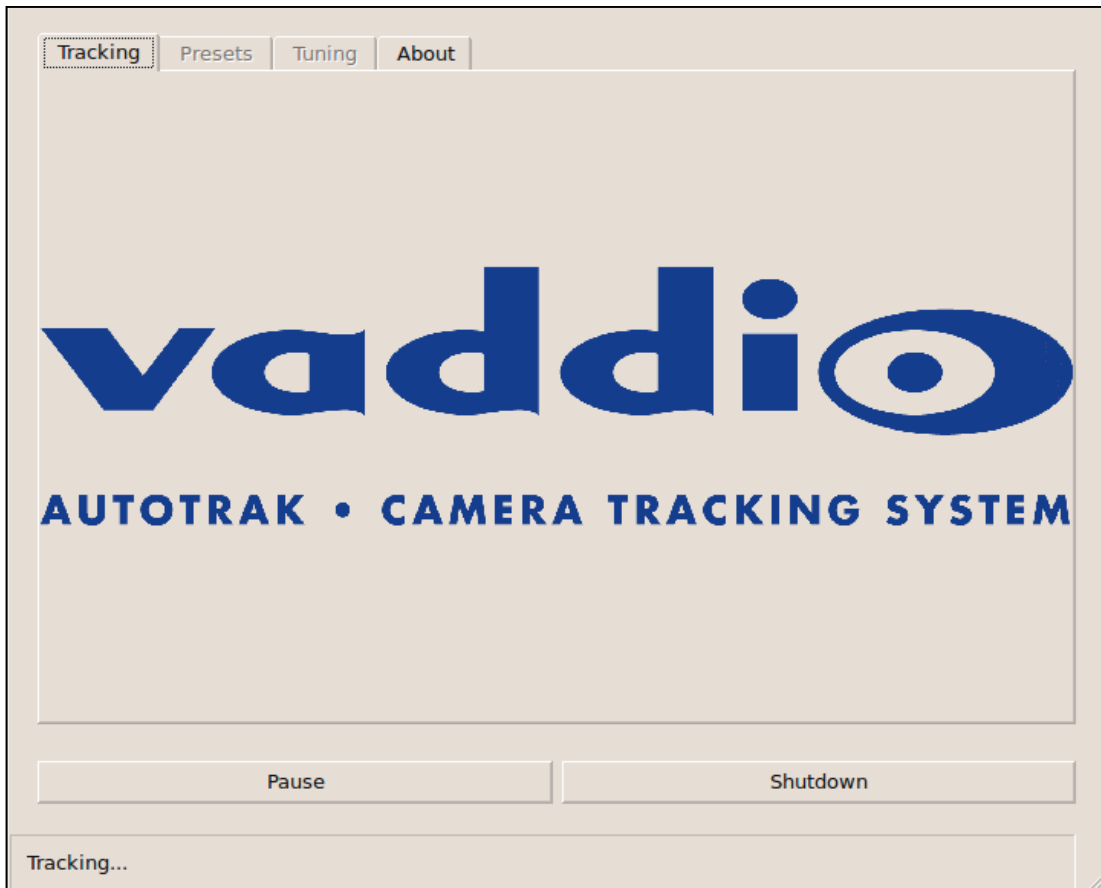 Tracking Presets Tuning About
vaddio
AUTOTRAK • CAMERA TRACKING SYSTEM
Pause Shutdown
Tracking...